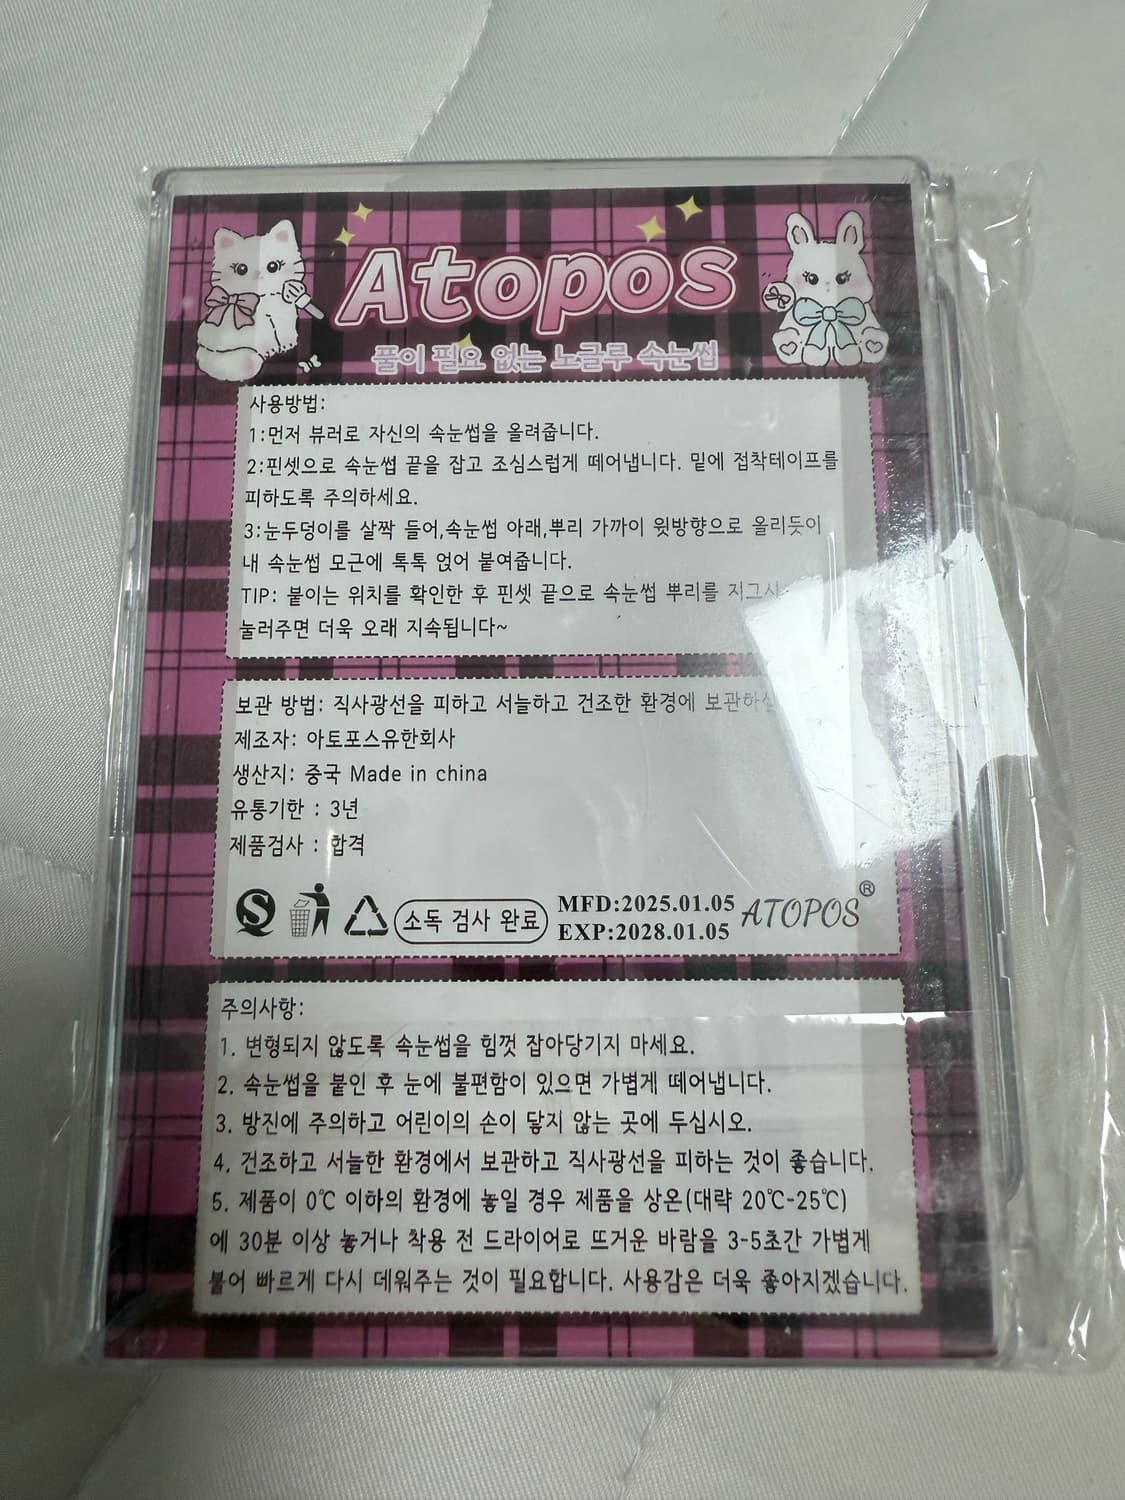 Atopos
풀이 필요 없는 노글루 속눈썹
사용방법:
1:먼저 뷰러로 자신의 속눈썹을 올려줍니다.
2:핀셋으로 속눈썹 끝을 잡고 조심스럽게 떼어냅니다. 밑에 접착테이프를
피하도록 주의하세요.
3:눈두덩이를 살짝 들어,속눈썹 아래,뿌리 가까이 윗방향으로 올리듯이
내 속눈썹 모근에 톡톡 얹어 붙여줍니다.
TIP: 붙이는 위치를 확인한 후 핀셋 끝으로 속눈썹 뿌리를
눌러주면 더욱 오래 지속됩니다~
보관 방법: 직사광선을 피하고 서늘하고 건조한 환경에
제조자: 아토포스유한회사
생산지: 중국 Made in china
유통기한 : 3년
제품검사 : 합격
소독 검사 완료
MFD:2025.01.05
EXP:2028.01.05
ATOPOS®
주의사항:
1. 변형되지 않도록 속눈썹을 힘껏 잡아당기지 마세요.
2. 속눈썹을 붙인 후 눈에 불편함이 있으면 가볍게 떼어냅니다.
3. 방진에 주의하고 어린이의 손이 닿지 않는 곳에 두십시오.
4. 건조하고 서늘한 환경에서 보관하고 직사광선을 피하는 것이 좋습니다.
5. 제품이 0℃ 이하의 환경에 놓일 경우 제품을 상온(대략 20℃-25℃)
에 30분 이상 놓거나 착용 전 드라이어로 뜨거운 바람을 3-5초간 가볍게
불어 빠르게 다시 데워주는 것이 필요합니다. 사용감은 더욱 좋아지겠습니다.